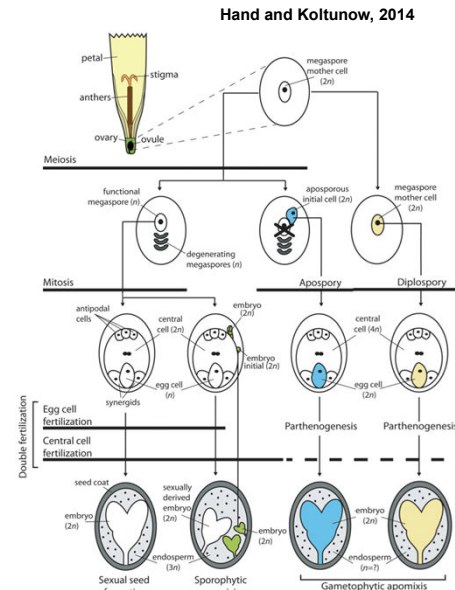 Hand and Koltunow, 2014
petal
stigma
anthers
ovary
ovule
megaspore
mother cell
(2n)
Meiosis
functional
megaspore (n)
degenerating
megaspores (n)
aposporous
initial cell (2n)
megaspore
mother cell
(2n)
Mitosis
Apospory
Diplospory
antipodal
cells
central
cell (2n)
embryo
(2n)
embryo
initial (2n)
egg cell
(n)
synergids
central
cell (4n)
egg cell
(2n)
Double fertilization
Egg cell
fertilization
Central cell
fertilization
Parthenogenesis
Parthenogenesis
seed coat
embryo
(2n)
sexually
derived
embryo
(2n)
embryo
(2n)
endosperm
(3n)
embryo
(2n)
endosperm
(n=?)
Sexual seed
Sporophytic
Gametophytic apomixis